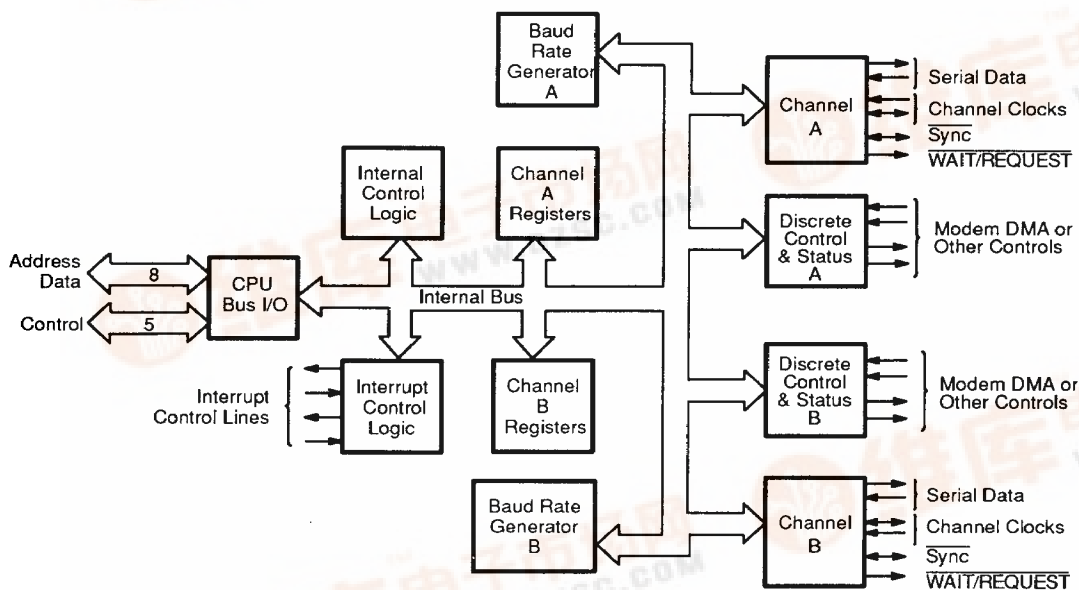 Baud
Rate
Generator
A
Channel
A
Serial Data
Channel Clocks
Sync
WAIT/REQUEST
Internal
Control
Logic
Channel
A
Registers
Discrete
Control
& Status
A
Modem DMA or
Other Controls
Address
Data
8
CPU
Bus I/O
Internal Bus
Control
5
Interrupt
Control Lines
Interrupt
Control
Logic
Channel
B
Registers
Discrete
Control
& Status
B
Modem DMA or
Other Controls
Baud Rate
Generator
B
Channel
B
Serial Data
Channel Clocks
Sync
WAIT/REQUEST